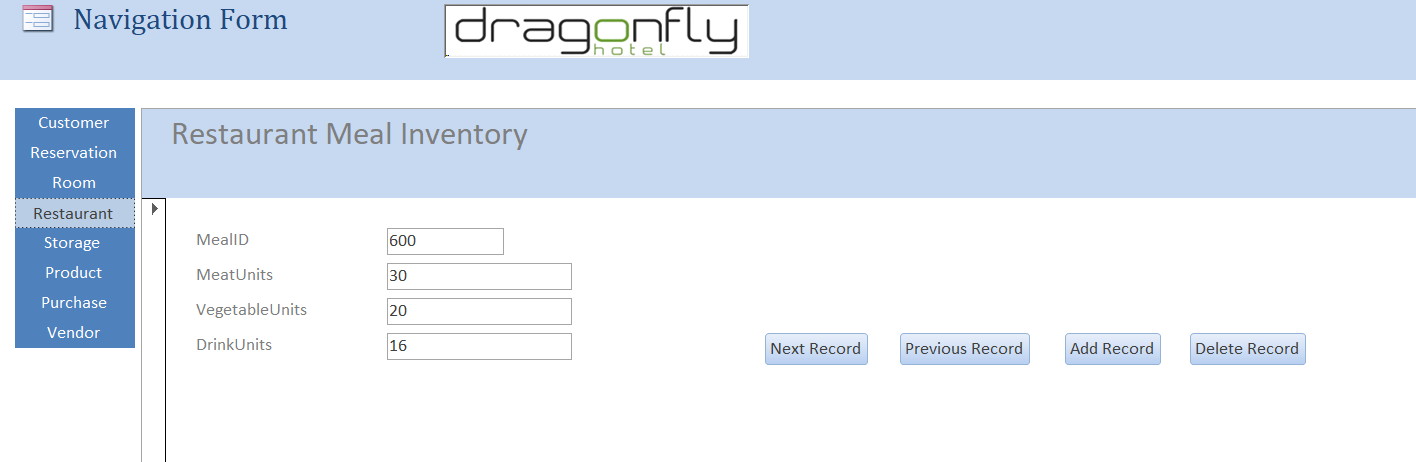 Navigation Form
dragonfly
hotel
Customer
Reservation
Room
Restaurant
Storage
Product
Purchase
Vendor
Restaurant Meal Inventory
MealID 600
MeatUnits 30
VegetableUnits 20
DrinkUnits 16
Next Record Previous Record Add Record Delete Record